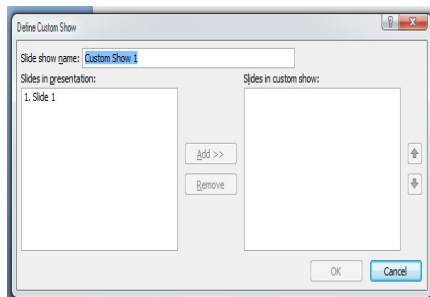 Define Custom Show
Slide show name: Custom Show 1
Slides in presentation:
Slides in custom show:
1. Slide 1
Add >>
Remove
OK
Cancel